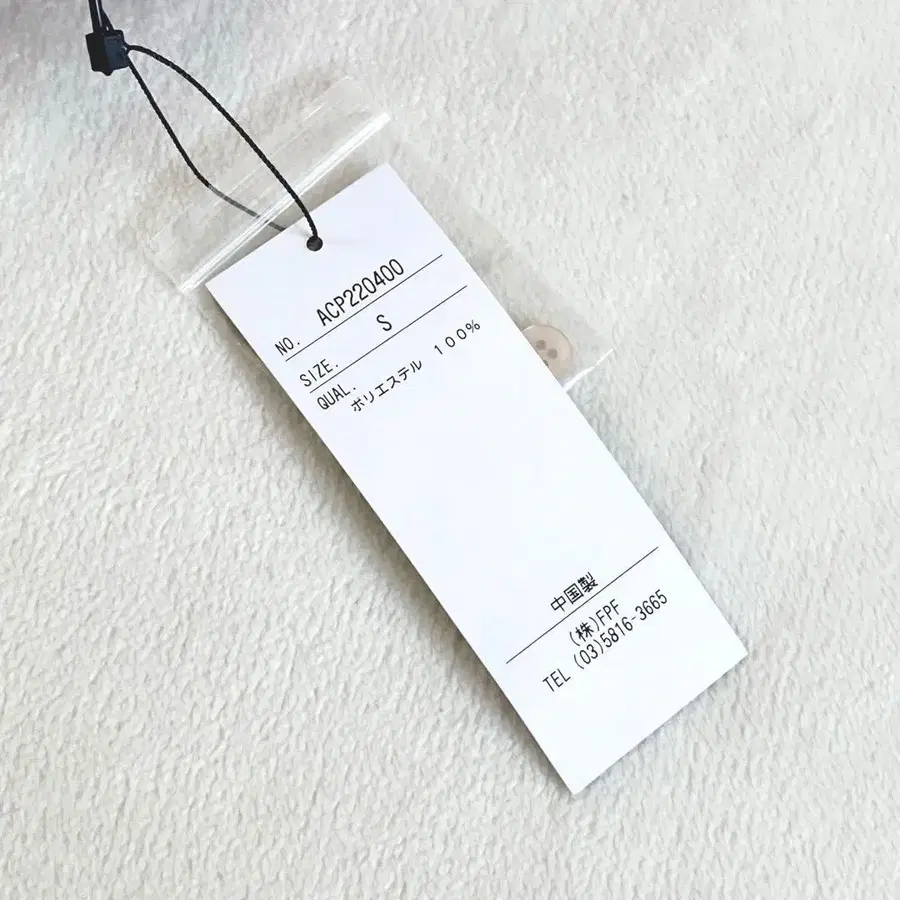 NO. ACP220400
SIZE. S
QUAL.
ポリエステル 100%
中国製
(株)FPF
TEL (03)5816-3665